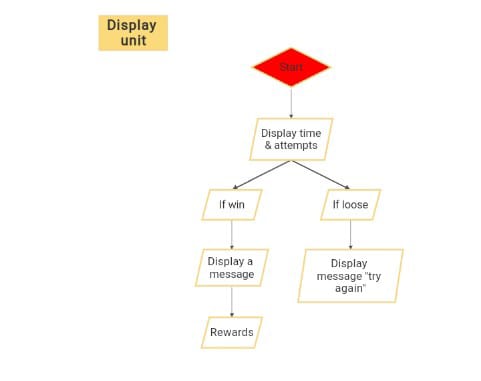 Display
unit
Start
Display time
& attempts
If win
If loose
Display a
message
Display
message "try
again"
Rewards